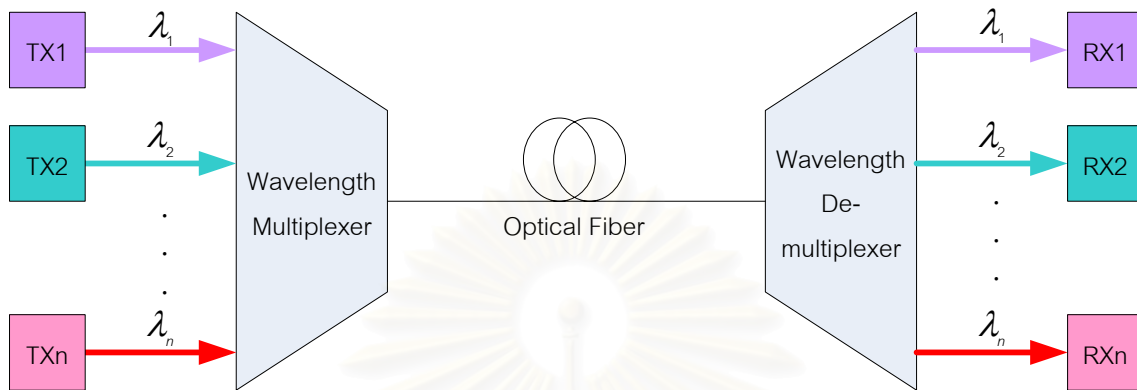 TX1
λ₁
TX2
λ₂
.
.
.
TXn
λₙ
Wavelength
Multiplexer
Optical Fiber
Wavelength
De-
multiplexer
λ₁
RX1
λ₂
RX2
.
.
.
λₙ
RXn